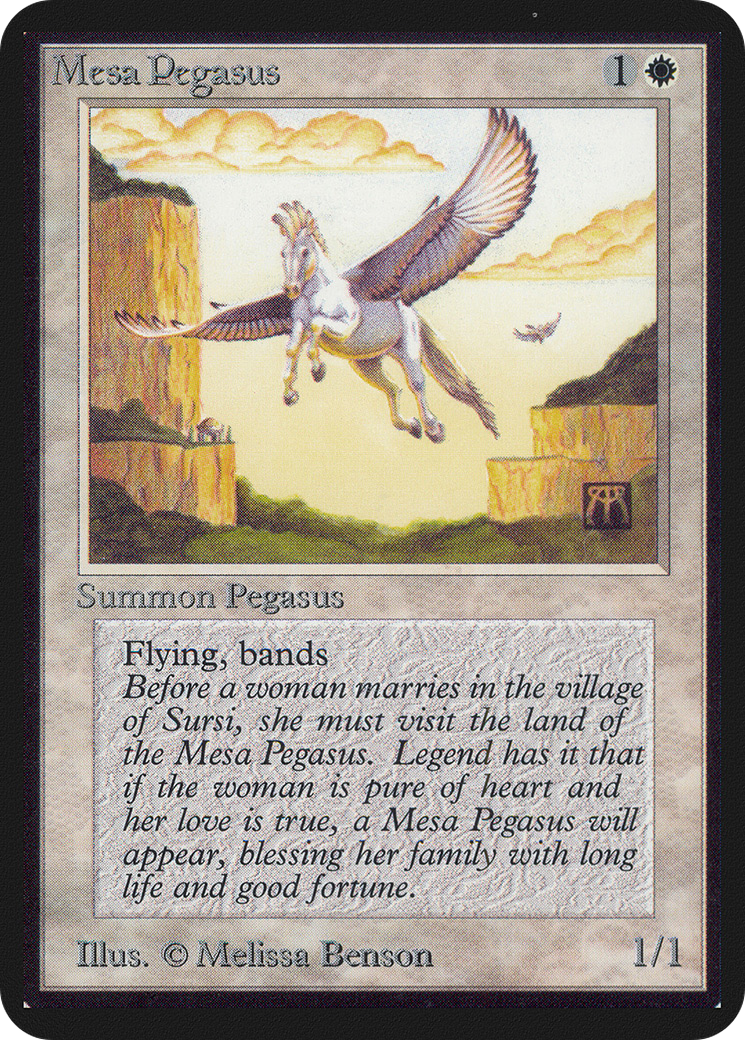 Mesa Pegasus 1
Summon Pegasus
Flying, bands
Before a woman marries in the village
of Sursi, she must visit the land of
the Mesa Pegasus. Legend has it that
if the woman is pure of heart and
her love is true, a Mesa Pegasus will
appear, blessing her family with long
life and good fortune.
Illus. © Melissa Benson 1/1